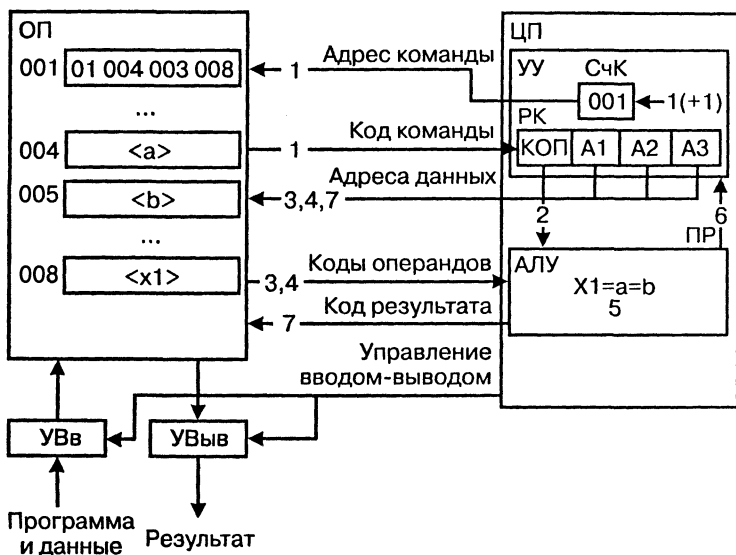 ОП
001
01 004 003 008
...
004
<a>
005
<b>
...
008
<x1>
Адрес команды
1
Код команды
1
Адреса данных
3,4,7
Коды операндов
3,4
Код результата
7
Управление
вводом-выводом
ЦП
УУ
СчК
001
1(+1)
РК
КОП
А1
А2
А3
2
6
ПР
АЛУ
X1=a=b
5
УВв
УВыв
Программа
и данные
Результат